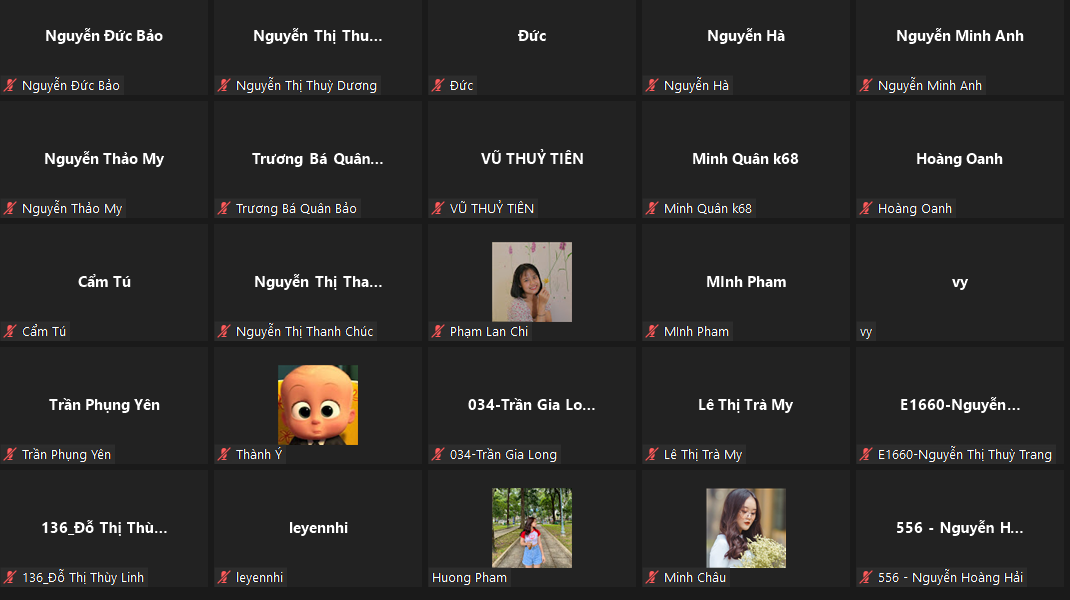 Nguyễn Đức Bảo
Nguyễn Thị Thu...
Đức
Nguyễn Hà
Nguyễn Minh Anh
Nguyễn Đức Bảo
Nguyễn Thị Thuỳ Dương
Đức
Nguyễn Hà
Nguyễn Minh Anh
Nguyễn Thảo My
Trương Bá Quân...
VŨ THUỶ TIÊN
Minh Quân k68
Hoàng Oanh
Nguyễn Thảo My
Trương Bá Quân Bảo
VŨ THUỶ TIÊN
Minh Quân k68
Hoàng Oanh
Cẩm Tú
Nguyễn Thị Tha...
MInh Pham
vy
Cẩm Tú
Nguyễn Thị Thanh Chúc
Phạm Lan Chi
MInh Pham
vy
Trần Phụng Yên
034-Trần Gia Lo...
Lê Thị Trà My
E1660-Nguyễn...
Trần Phụng Yên
Thành Ý
034-Trần Gia Long
Lê Thị Trà My
E1660-Nguyễn Thị Thuỳ Trang
136_Đỗ Thị Thù...
leyennhi
556 - Nguyễn H...
136_Đỗ Thị Thùy Linh
leyennhi
Huong Pham
Minh Châu
556 - Nguyễn Hoàng Hải